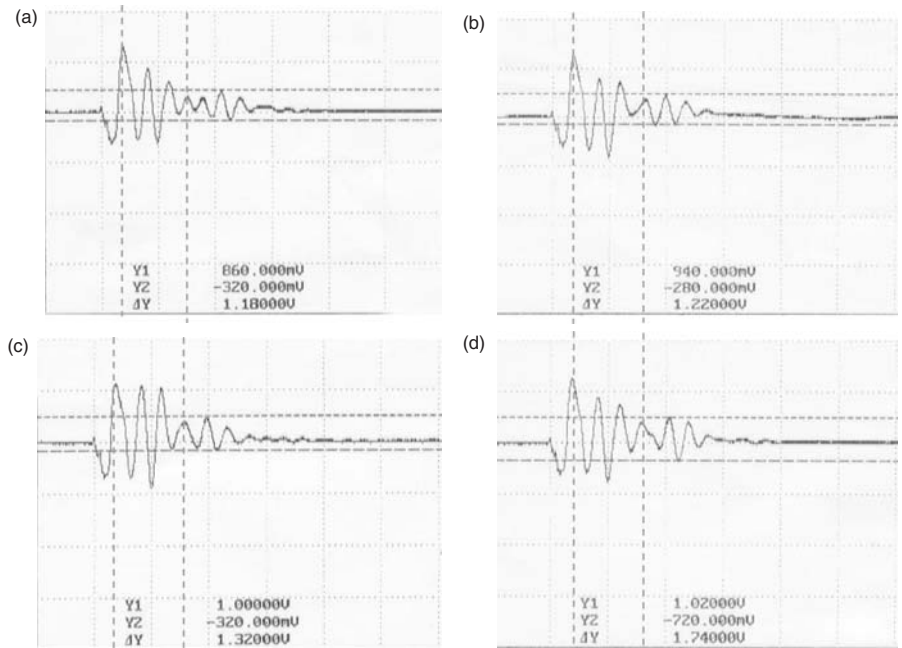 (a)
Y1 860.000mV
Y2 -320.000mV
ΔY 1.18000V
(b)
Y1 940.000mV
Y2 -280.000mV
ΔY 1.22000V
(c)
Y1 1.00000V
Y2 -320.000mV
ΔY 1.32000V
(d)
Y1 1.02000V
Y2 -720.000mV
ΔY 1.74000V